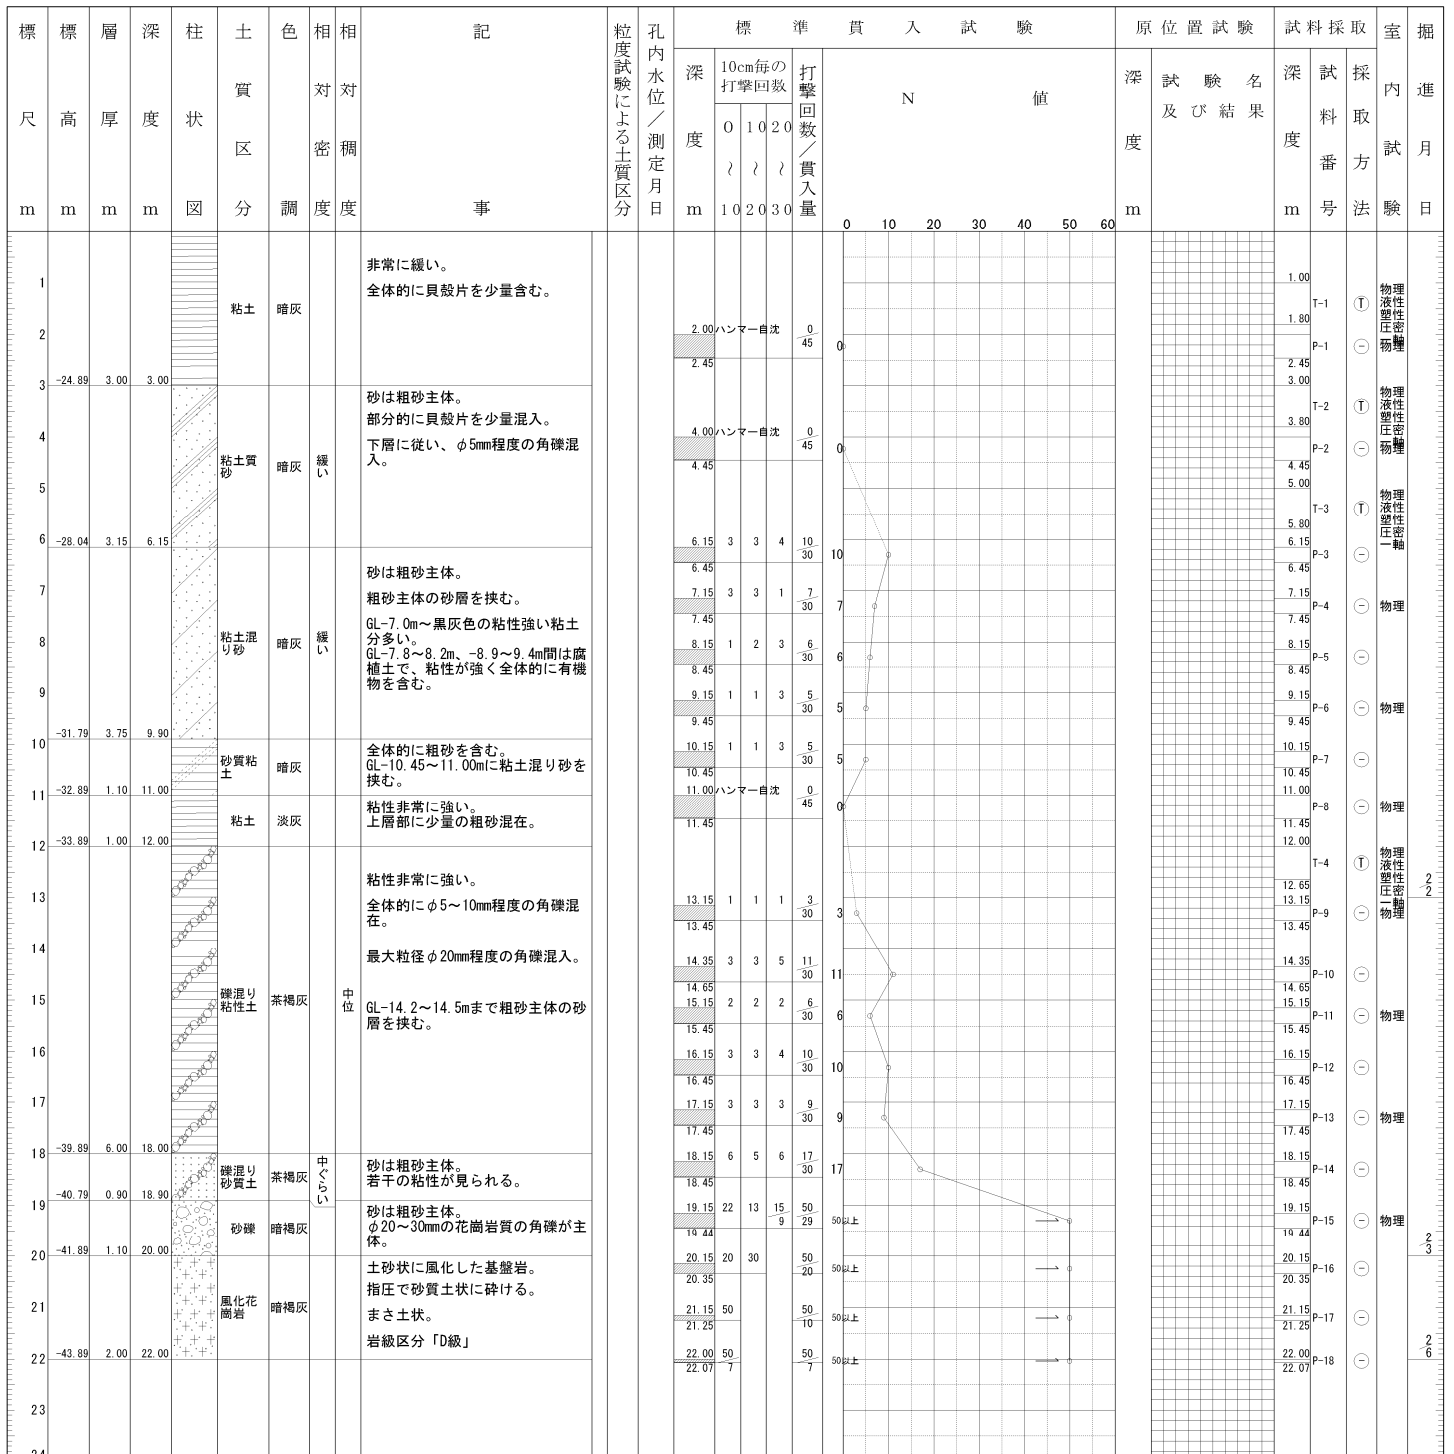 標尺m
標高m
層厚m
深度m
柱状図
土質区分
色調
相対密度
相対稠度
記事
粒度試験による土質区分
孔内水位／測定月日
標準貫入試験
深度m
10cm毎の
打撃回数
0～10
10～20
20～30
打撃回数／貫入量
N値
0 10 20 30 40 50 60
原位置試験
深度m
試験名
及び結果
試料採取
深度m
試料番号
採取方法
室内試験
掘進月日
1
2
3
4
5
6
7
8
9
10
11
12
13
14
15
16
17
18
19
20
21
22
23
24
-24.89 3.00 3.00
粘土
暗灰
非常に緩い。
全体的に貝殻片を少量含む。
-28.04 3.15 6.15
粘土質
砂
暗灰
緩い
砂は粗砂主体。
部分的に貝殻片を少量混入。
下層に従い、φ5mm程度の角礫混
入。
-31.79 3.75 9.90
粘土混
り砂
暗灰
緩い
砂は粗砂主体。
粗砂主体の砂層を挟む。
GL-7.0m～黒灰色の粘性強い粘土
分多い。
GL-7.8～8.2m、-8.9～9.4m間は腐
植土で、粘性が強く全体的に有機
物を含む。
-32.89 1.10 11.00
砂質粘
土
暗灰
全体的に粗砂を含む。
GL-10.45～11.00mに粘土混り砂を
挟む。
-33.89 1.00 12.00
粘土
淡灰
粘性非常に強い。
上層部に少量の粗砂混在。
-39.89 6.00 18.00
礫混り
粘性土
茶褐灰
中位
粘性非常に強い。
全体的にφ5～10mm程度の角礫混
在。
最大粒径φ20mm程度の角礫混入。
GL-14.2～14.5mまで粗砂主体の砂
層を挟む。
-40.79 0.90 18.90
礫混り
砂質土
茶褐灰
中ぐらい
砂は粗砂主体。
若干の粘性が見られる。
-41.89 1.10 20.00
砂礫
暗褐灰
砂は粗砂主体。
φ20～30mmの花崗岩質の角礫が主
体。
-43.89 2.00 22.00
風化花
崗岩
暗褐灰
土砂状に風化した基盤岩。
指圧で砂質土状に砕ける。
まさ土状。
岩級区分「D級」
2.00 ハンマー自沈 0/45 0
2.45
4.00 ハンマー自沈 0/45 0
4.45
6.15 3 3 4 10/30 10
6.45
7.15 3 3 1 7/30 7
7.45
8.15 1 2 3 6/30 6
8.45
9.15 1 1 3 5/30 5
9.45
10.15 1 1 3 5/30 5
10.45
11.00 ハンマー自沈 0/45 0
11.45
13.15 1 1 1 3/30 3
13.45
14.35 3 3 5 11/30 11
14.65
15.15 2 2 2 6/30 6
15.45
16.15 3 3 4 10/30 10
16.45
17.15 3 3 3 9/30 9
17.45
18.15 6 5 6 17/30 17
18.45
19.15 22 13 15/9 50/29 50以上
19.44
20.15 20 30 50/20 50以上
20.35
21.15 50 50/10 50以上
21.25
22.00 50/7 50/7 50以上
22.07
1.00
T-1 T 物理
液性
塑性
圧密
一軸
1.80
P-1 － 物理
2.45
3.00
T-2 T 物理
液性
塑性
圧密
一軸
3.80
P-2 － 物理
4.45
5.00
T-3 T 物理
液性
塑性
圧密
一軸
5.80
6.15
P-3 －
6.45
7.15
P-4 － 物理
7.45
8.15
P-5 －
8.45
9.15
P-6 － 物理
9.45
10.15
P-7 －
10.45
11.00
P-8 － 物理
11.45
12.00
T-4 T 物理
液性
塑性
圧密
一軸
12.65
2/2
13.15
P-9 － 物理
13.45
14.35
P-10 －
14.65
15.15
P-11 － 物理
15.45
16.15
P-12 －
16.45
17.15
P-13 － 物理
17.45
18.15
P-14 －
18.45
19.15
P-15 － 物理
19.44
2/3
20.15
P-16 －
20.35
21.15
P-17 －
21.25
2/6
22.00
P-18 －
22.07